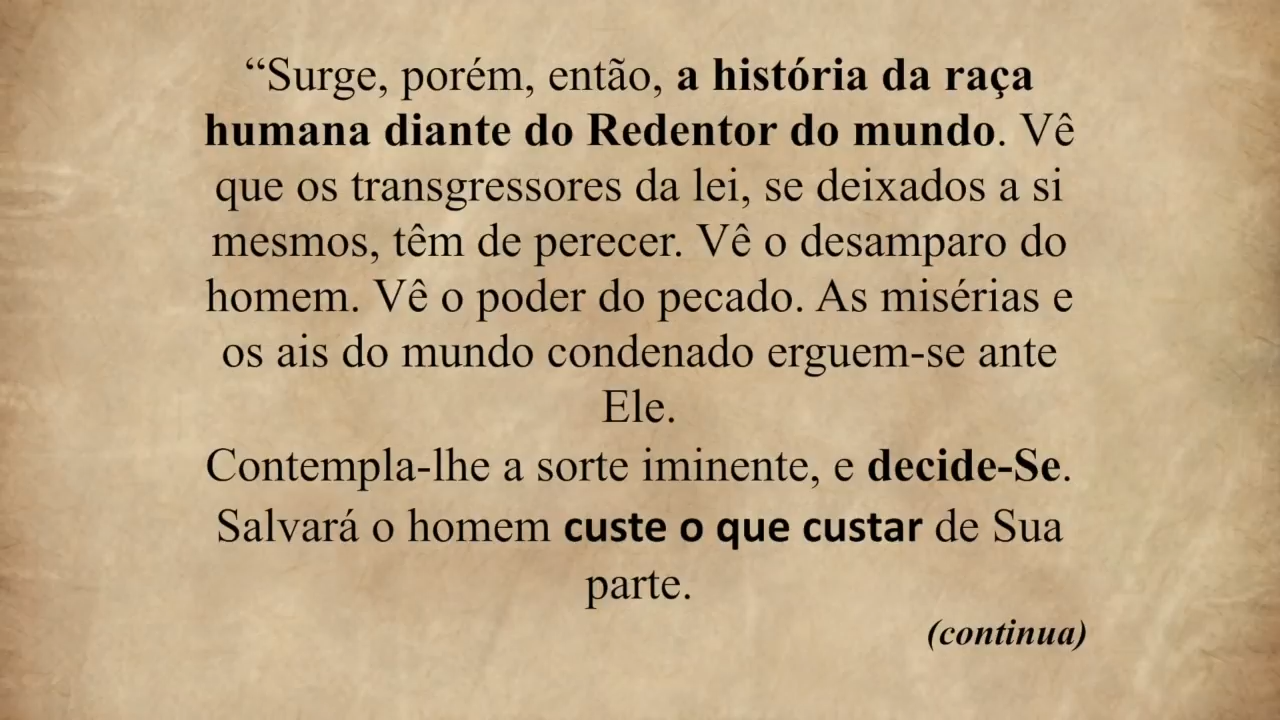 “Surge, porém, então, a história da raça
humana diante do Redentor do mundo. Vê
que os transgressores da lei, se deixados a si
mesmos, têm de perecer. Vê o desamparo do
homem. Vê o poder do pecado. As misérias e
os ais do mundo condenado erguem-se ante
Ele.
Contempla-lhe a sorte iminente, e decide-Se.
Salvará o homem custe o que custar de Sua
parte.
(continua)